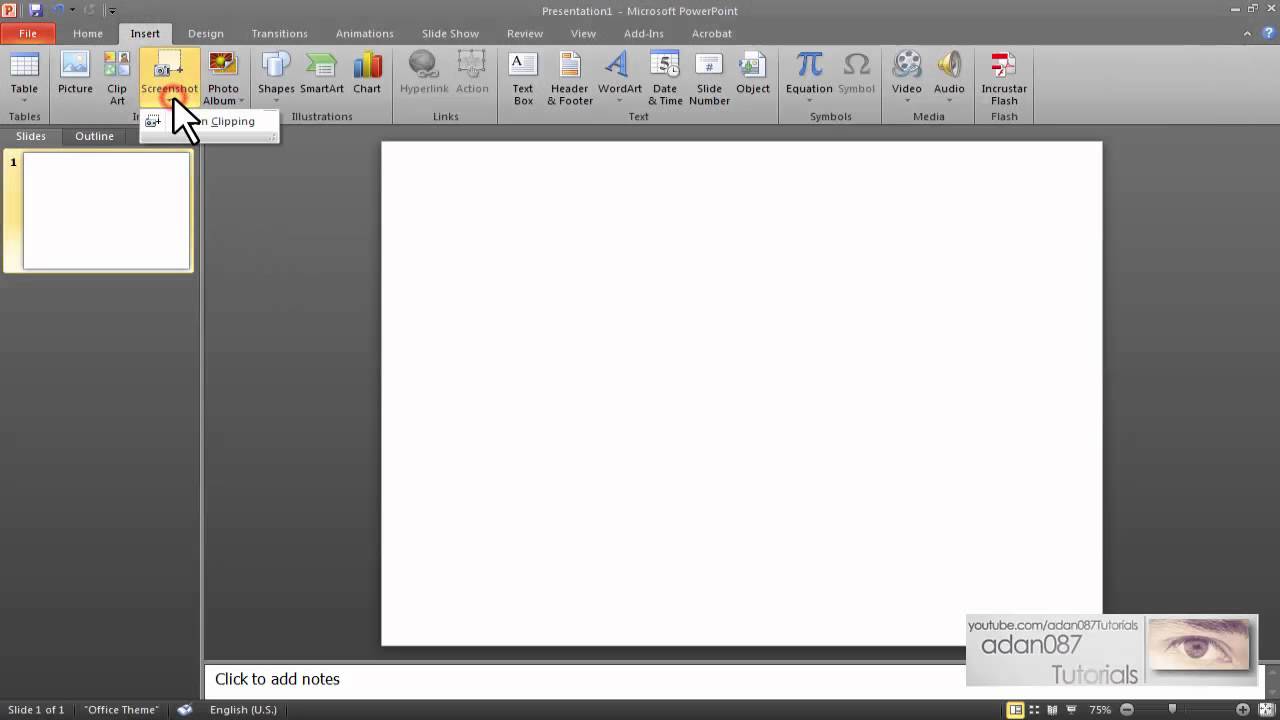 Presentation1 - Microsoft PowerPoint
File Home Insert Design Transitions Animations Slide Show Review View Add-Ins Acrobat
Table Picture Clip Art Screenshot Photo Album Shapes SmartArt Chart Hyperlink Action Text Box Header & Footer WordArt Date & Time Slide Number Object Equation Symbol Video Audio Incrustar Flash
Tables Illustrations Links Text Symbols Media Flash
Clipping
Slides Outline
1
youtube.com/adan087Tutorials
adan087
Tutorials
Click to add notes
Slide 1 of 1 "Office Theme" English (U.S.) 75%